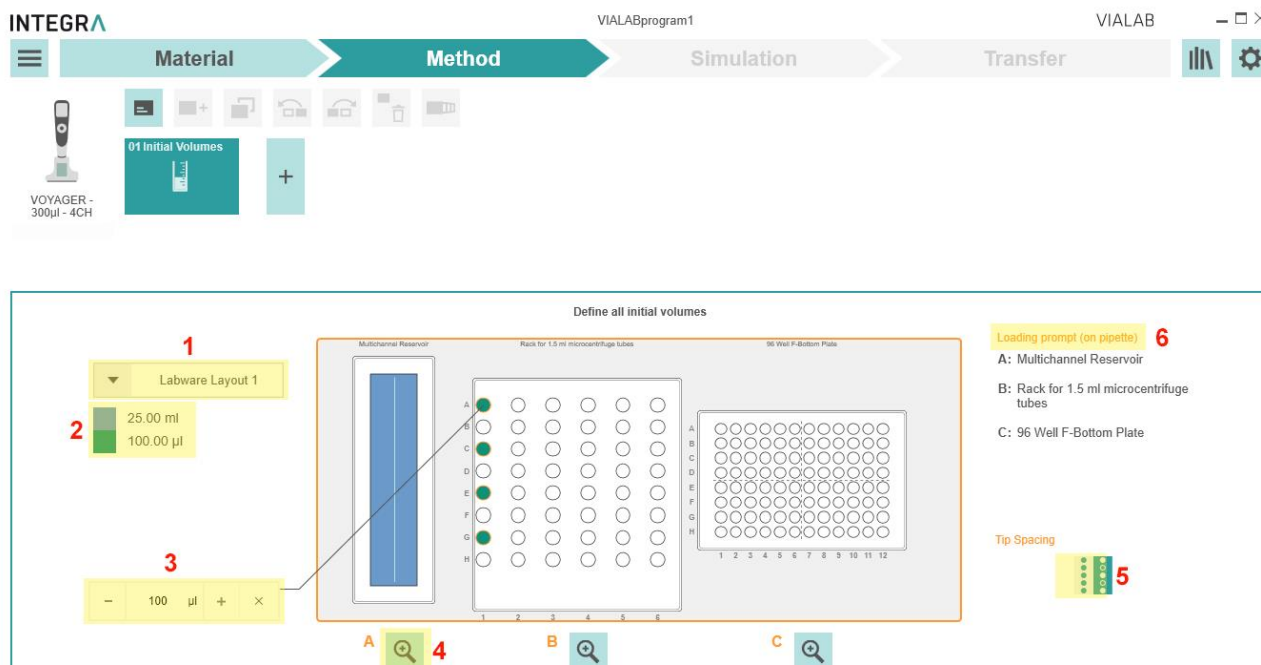 INTEGRA
VIALABprogram1
VIALAB
Material
Method
Simulation
Transfer
01 Initial Volumes
+
VOYAGER -
300µl - 4CH
Define all initial volumes
1
Labware Layout 1
2
25.00 ml
100.00 µl
3
− 100 µl + ×
Multichannel Reservoir
Rack for 1.5 ml microcentrifuge tubes
96 Well F-Bottom Plate
A
B
C
D
E
F
G
H
1 2 3 4 5 6
A
B
C
D
E
F
G
H
1 2 3 4 5 6 7 8 9 10 11 12
A
4
B
C
Loading prompt (on pipette) 6
A: Multichannel Reservoir
B: Rack for 1.5 ml microcentrifuge
tubes
C: 96 Well F-Bottom Plate
Tip Spacing
5